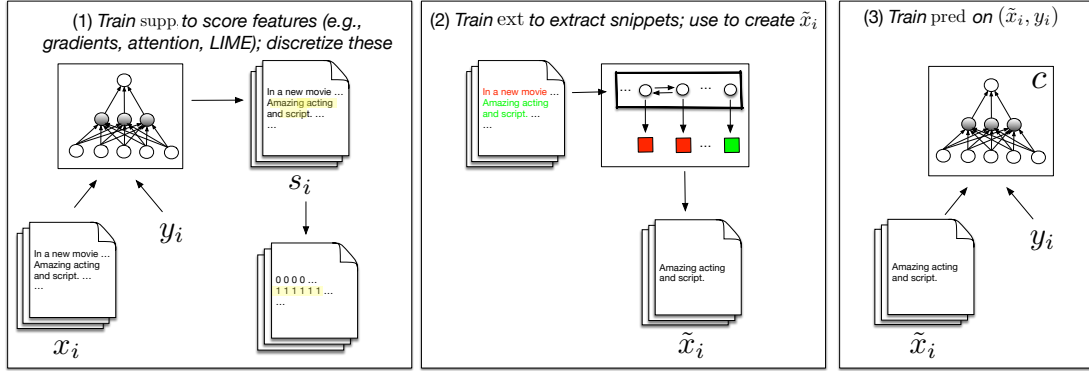 (1) Train supp to score features (e.g.,
gradients, attention, LIME); discretize these
In a new movie ...
Amazing acting
and script. ...
...
s_i
y_i
In a new movie ...
Amazing acting
and script. ...
...
x_i
0 0 0 0 ...
1 1 1 1 1 1 ...
...
(2) Train ext to extract snippets; use to create x̃_i
In a new movie ...
Amazing acting
and script. ...
...
... ...
...
Amazing acting
and script.
x̃_i
(3) Train pred on (x̃_i, y_i)
c
y_i
Amazing acting
and script.
x̃_i